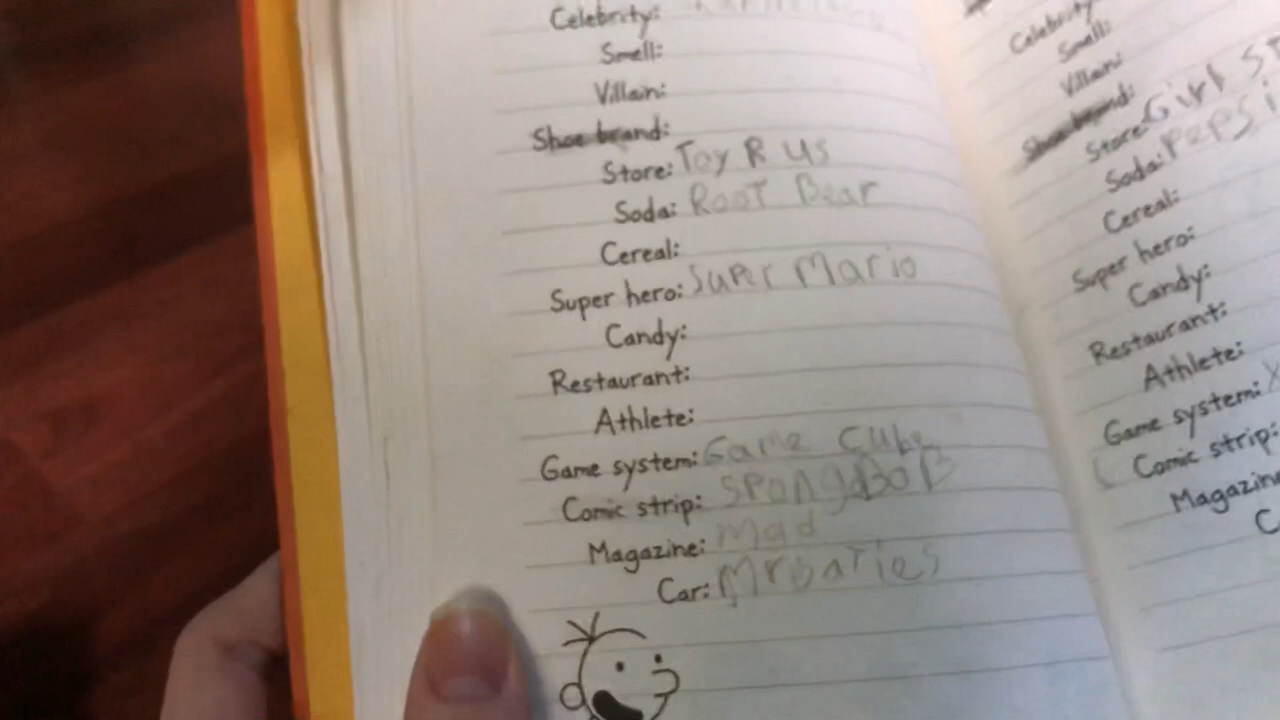 Celebrity:
Smell:
Villain:
Shoe brand:
Store: Toy R us
Soda: RooT Bear
Cereal:
Super hero: Super Mario
Candy:
Restaurant:
Athlete:
Game system: Game Cube
Comic strip: SPongBoB
Magazine: Mad
Car:
Celebrity:
Smell:
Villain:
Shoe brand:
Store: Girl
Soda: Pepsi
Cereal:
Super hero:
Candy:
Restaurant:
Athlete:
Game system: X
Comic strip:
Magazine
C